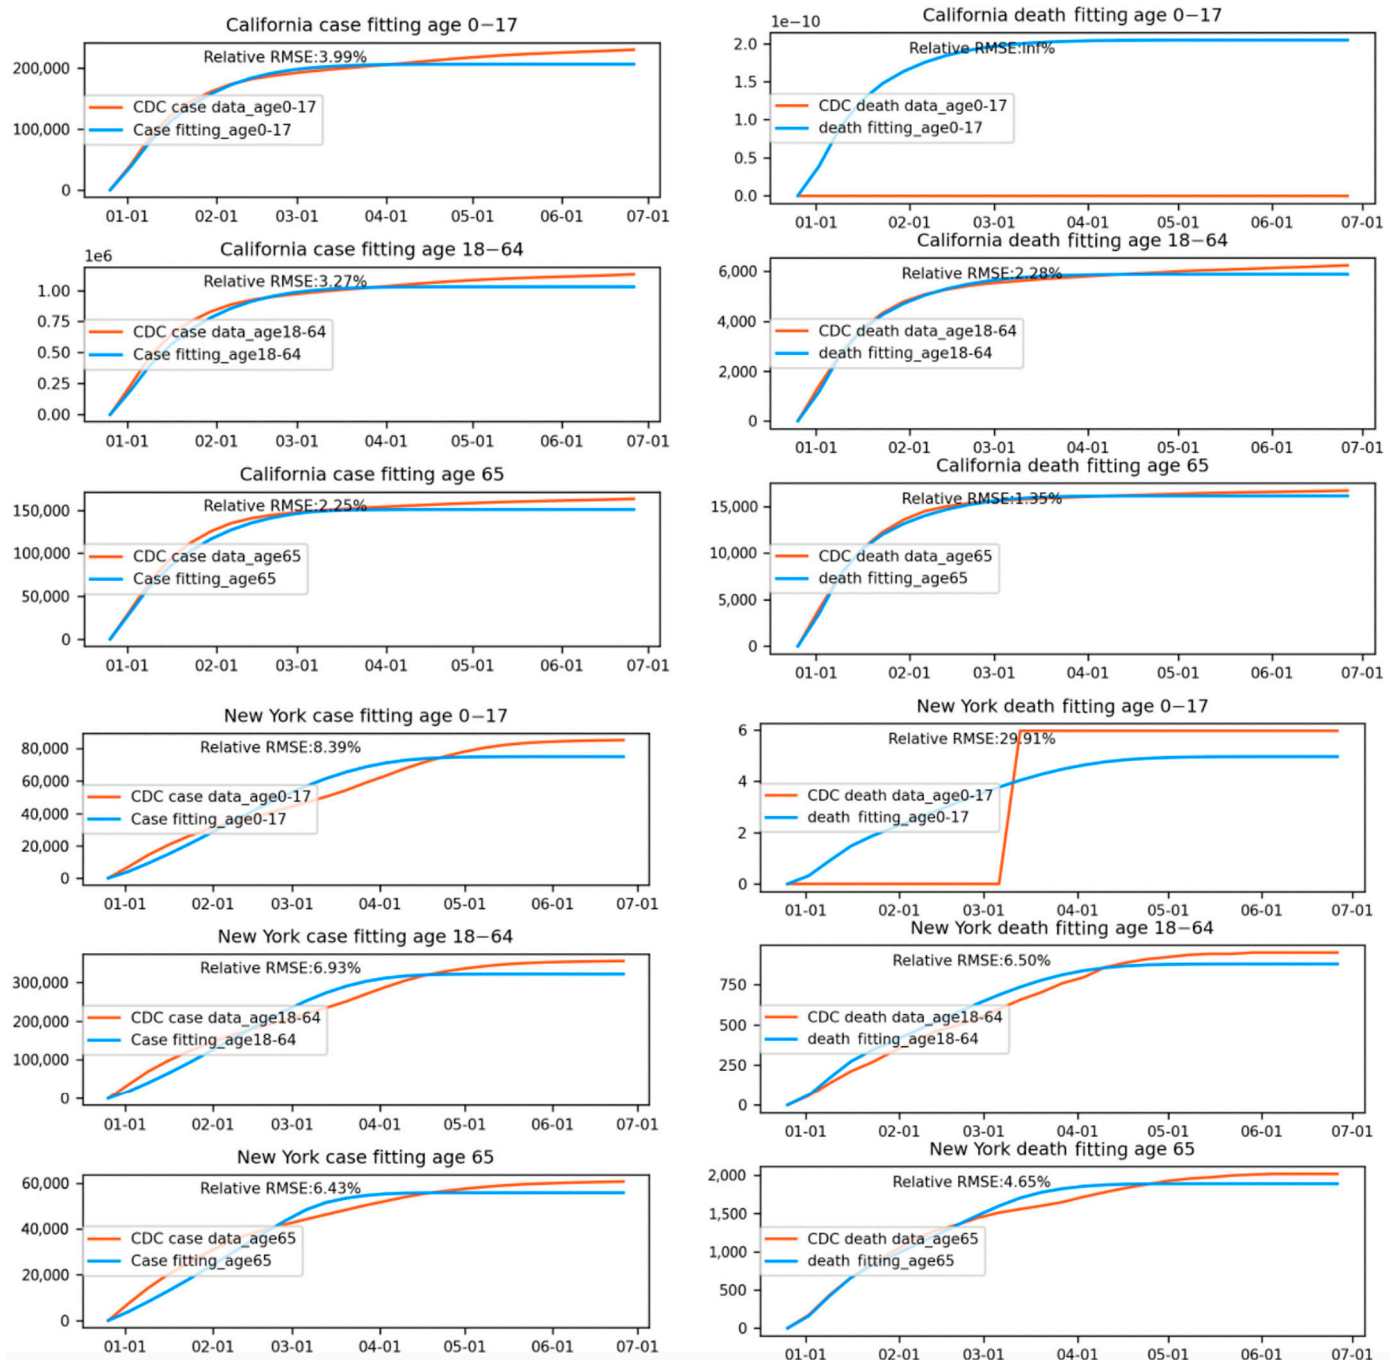 California case fitting age 0−17
Relative RMSE:3.99%
200,000
100,000
0
CDC case data_age0-17
Case fitting_age0-17
01-01 02-01 03-01 04-01 05-01 06-01 07-01
California death fitting age 0−17
1e−10
Relative RMSE:inf%
2.0
1.5
1.0
0.5
0.0
CDC death data_age0-17
death fitting_age0-17
01-01 02-01 03-01 04-01 05-01 06-01 07-01
California case fitting age 18−64
1e6
Relative RMSE:3.27%
1.00
0.75
0.50
0.25
0.00
CDC case data_age18-64
Case fitting_age18-64
01-01 02-01 03-01 04-01 05-01 06-01 07-01
California death fitting age 18−64
Relative RMSE:2.28%
6,000
4,000
2,000
0
CDC death data_age18-64
death fitting_age18-64
01-01 02-01 03-01 04-01 05-01 06-01 07-01
California case fitting age 65
Relative RMSE:2.25%
150,000
100,000
50,000
0
CDC case data_age65
Case fitting_age65
01-01 02-01 03-01 04-01 05-01 06-01 07-01
California death fitting age 65
Relative RMSE:1.35%
15,000
10,000
5,000
0
CDC death data_age65
death fitting_age65
01-01 02-01 03-01 04-01 05-01 06-01 07-01
New York case fitting age 0−17
Relative RMSE:8.39%
80,000
60,000
40,000
20,000
0
CDC case data_age0-17
Case fitting_age0-17
01-01 02-01 03-01 04-01 05-01 06-01 07-01
New York death fitting age 0−17
Relative RMSE:29.91%
6
4
2
0
CDC death data_age0-17
death fitting_age0-17
01-01 02-01 03-01 04-01 05-01 06-01 07-01
New York case fitting age 18−64
Relative RMSE:6.93%
300,000
200,000
100,000
0
CDC case data_age18-64
Case fitting_age18-64
01-01 02-01 03-01 04-01 05-01 06-01 07-01
New York death fitting age 18−64
Relative RMSE:6.50%
750
500
250
0
CDC death data_age18-64
death fitting_age18-64
01-01 02-01 03-01 04-01 05-01 06-01 07-01
New York case fitting age 65
Relative RMSE:6.43%
60,000
40,000
20,000
0
CDC case data_age65
Case fitting_age65
01-01 02-01 03-01 04-01 05-01 06-01 07-01
New York death fitting age 65
Relative RMSE:4.65%
2,000
1,500
1,000
500
0
CDC death data_age65
death fitting_age65
01-01 02-01 03-01 04-01 05-01 06-01 07-01